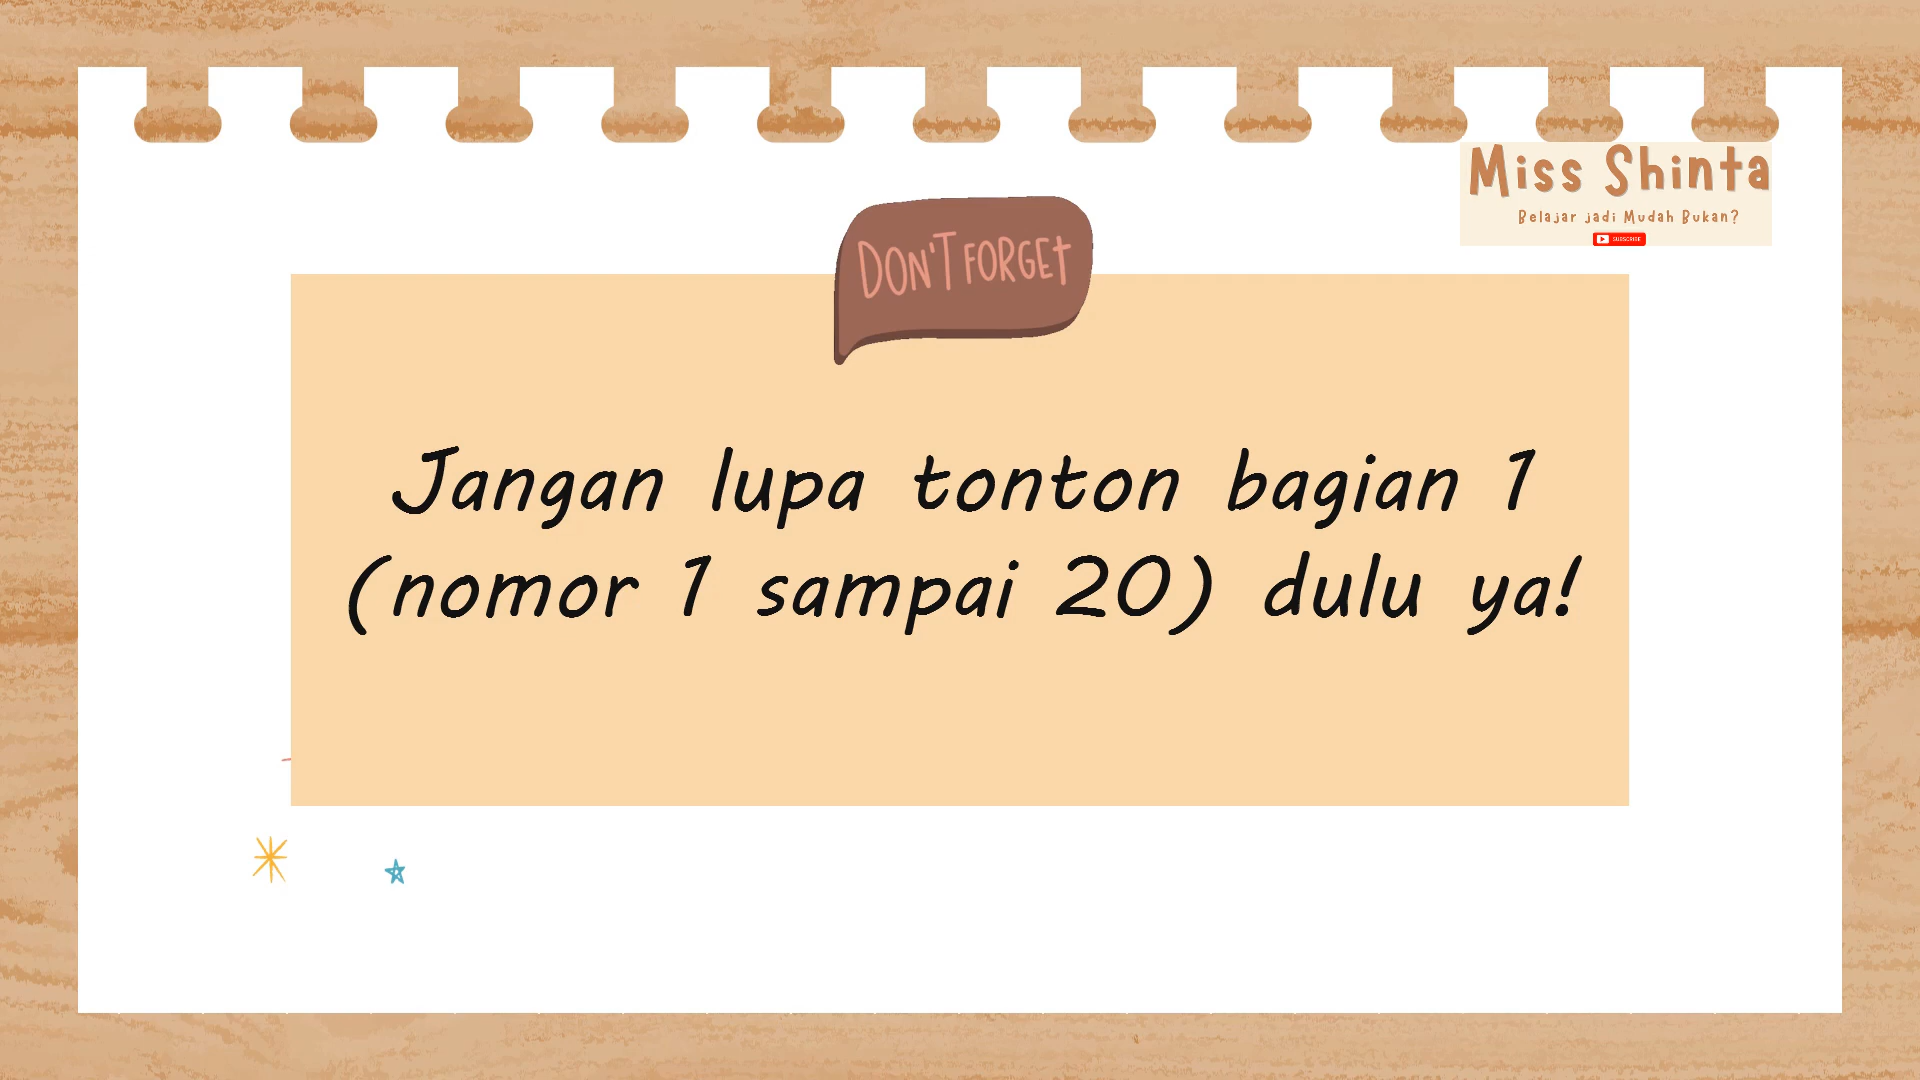 Miss Shinta
Belajar jadi Mudah Bukan?
SUBSCRIBE
DON'T FORGET
Jangan lupa tonton bagian 1
(nomor 1 sampai 20) dulu ya!